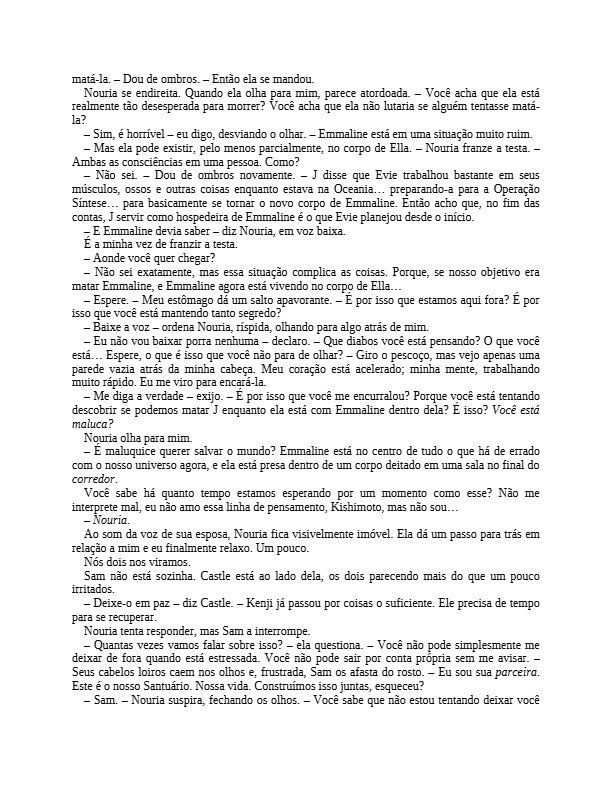 matá-la. – Dou de ombros. – Então ela se mandou.
Nouria se endireita. Quando ela olha para mim, parece atordoada. – Você acha que ela está
realmente tão desesperada para morrer? Você acha que ela não lutaria se alguém tentasse matá-
la?
– Sim, é horrível – eu digo, desviando o olhar. – Emmaline está em uma situação muito ruim.
– Mas ela pode existir, pelo menos parcialmente, no corpo de Ella. – Nouria franze a testa. –
Ambas as consciências em uma pessoa. Como?
– Não sei. – Dou de ombros novamente. – J disse que Evie trabalhou bastante em seus
músculos, ossos e outras coisas enquanto estava na Oceania… preparando-a para a Operação
Síntese… para basicamente se tornar o novo corpo de Emmaline. Então acho que, no fim das
contas, J servir como hospedeira de Emmaline é o que Evie planejou desde o início.
– E Emmaline devia saber – diz Nouria, em voz baixa.
É a minha vez de franzir a testa.
– Aonde você quer chegar?
– Não sei exatamente, mas essa situação complica as coisas. Porque, se nosso objetivo era
matar Emmaline, e Emmaline agora está vivendo no corpo de Ella…
– Espere. – Meu estômago dá um salto apavorante. – É por isso que estamos aqui fora? É por
isso que você está mantendo tanto segredo?
– Baixe a voz – ordena Nouria, ríspida, olhando para algo atrás de mim.
– Eu não vou baixar porra nenhuma – declaro. – Que diabos você está pensando? O que você
está… Espere, o que é isso que você não para de olhar? – Giro o pescoço, mas vejo apenas uma
parede vazia atrás da minha cabeça. Meu coração está acelerado; minha mente, trabalhando
muito rápido. Eu me viro para encará-la.
– Me diga a verdade – exijo. – É por isso que você me encurralou? Porque você está tentando
descobrir se podemos matar J enquanto ela está com Emmaline dentro dela? É isso? Você está
maluca?
Nouria olha para mim.
– É maluquice querer salvar o mundo? Emmaline está no centro de tudo o que há de errado
com o nosso universo agora, e ela está presa dentro de um corpo deitado em uma sala no final do
corredor.
Você sabe há quanto tempo estamos esperando por um momento como esse? Não me
interprete mal, eu não amo essa linha de pensamento, Kishimoto, mas não sou…
– Nouria.
Ao som da voz de sua esposa, Nouria fica visivelmente imóvel. Ela dá um passo para trás em
relação a mim e eu finalmente relaxo. Um pouco.
Nós dois nos viramos.
Sam não está sozinha. Castle está ao lado dela, os dois parecendo mais do que um pouco
irritados.
– Deixe-o em paz – diz Castle. – Kenji já passou por coisas o suficiente. Ele precisa de tempo
para se recuperar.
Nouria tenta responder, mas Sam a interrompe.
– Quantas vezes vamos falar sobre isso? – ela questiona. – Você não pode simplesmente me
deixar de fora quando está estressada. Você não pode sair por conta própria sem me avisar. –
Seus cabelos loiros caem nos olhos e, frustrada, Sam os afasta do rosto. – Eu sou sua parceira.
Este é o nosso Santuário. Nossa vida. Construímos isso juntas, esqueceu?
– Sam. – Nouria suspira, fechando os olhos. – Você sabe que não estou tentando deixar você